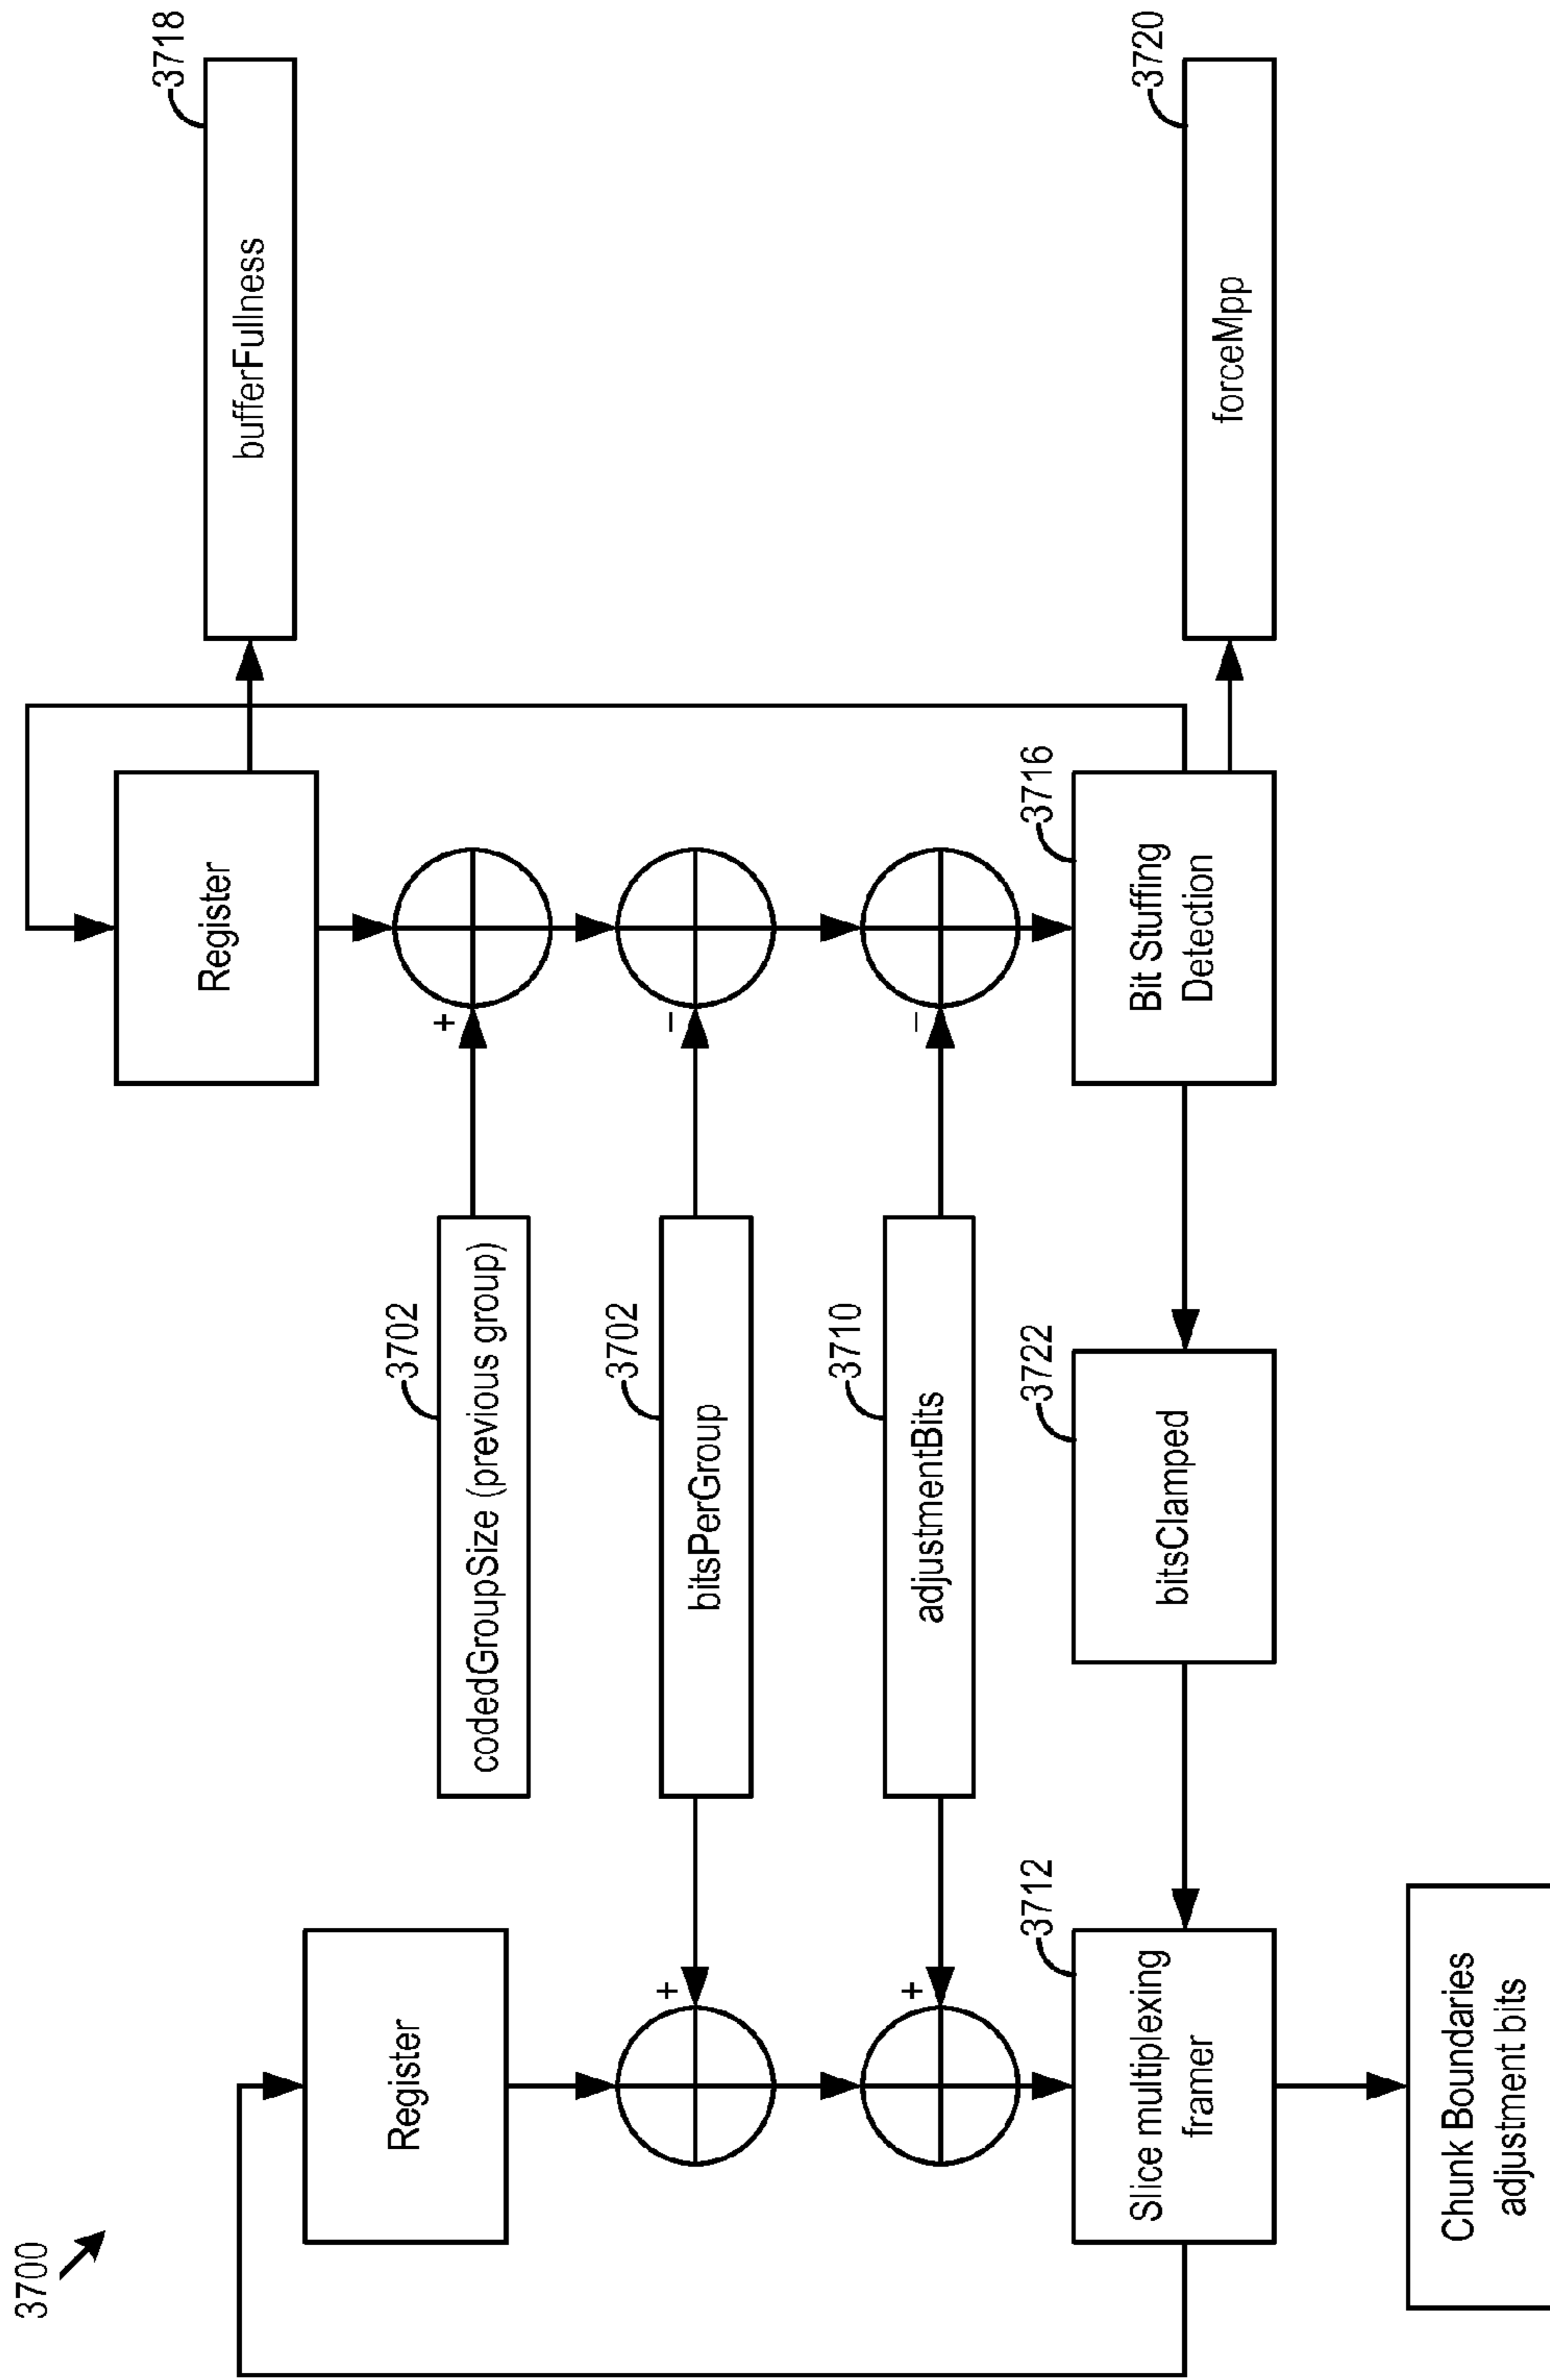 3700
Register
3718
bufferFullness
Register
+
3702
codedGroupSize (previous group)
+
3702
bitsPerGroup
−
+
3710
adjustmentBits
−
3712
Slice multiplexing
framer
3722
bitsClamped
3716
Bit Stuffing
Detection
3720
forceMpp
Chunk Boundaries
adjustment bits